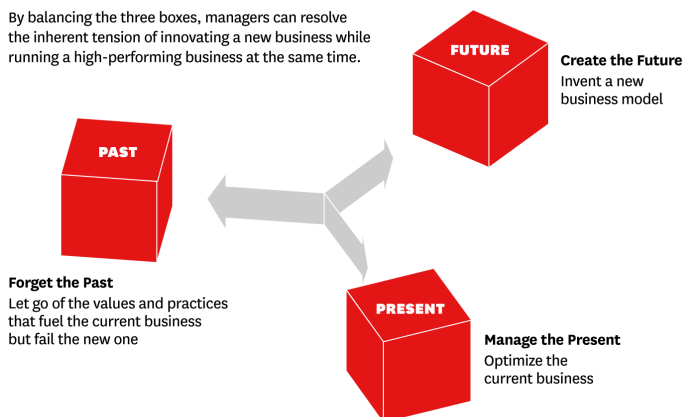 By balancing the three boxes, managers can resolve
the inherent tension of innovating a new business while
running a high-performing business at the same time.
FUTURE
Create the Future
Invent a new
business model
PAST
Forget the Past
Let go of the values and practices
that fuel the current business
but fail the new one
PRESENT
Manage the Present
Optimize the
current business